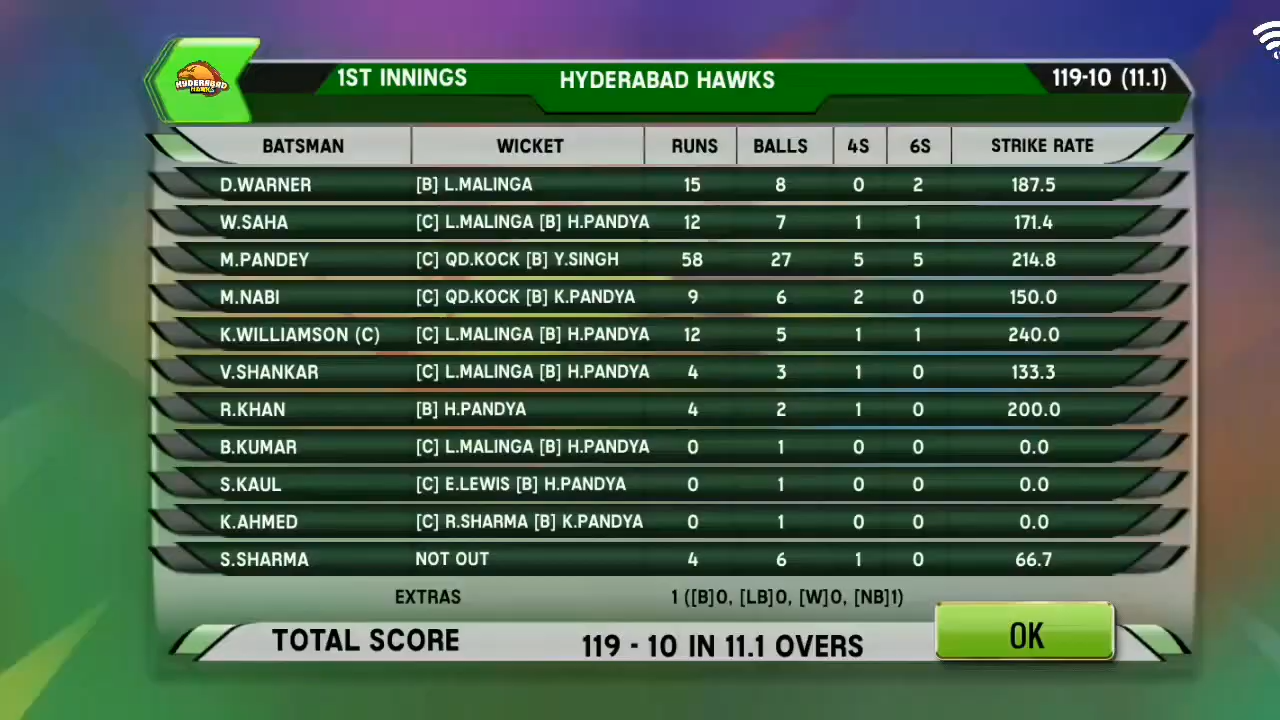 HYDERABAD HAWKS
1ST INNINGS HYDERABAD HAWKS 119-10 (11.1)
BATSMAN WICKET RUNS BALLS 4S 6S STRIKE RATE
D.WARNER [B] L.MALINGA 15 8 0 2 187.5
W.SAHA [C] L.MALINGA [B] H.PANDYA 12 7 1 1 171.4
M.PANDEY [C] QD.KOCK [B] Y.SINGH 58 27 5 5 214.8
M.NABI [C] QD.KOCK [B] K.PANDYA 9 6 2 0 150.0
K.WILLIAMSON (C) [C] L.MALINGA [B] H.PANDYA 12 5 1 1 240.0
V.SHANKAR [C] L.MALINGA [B] H.PANDYA 4 3 1 0 133.3
R.KHAN [B] H.PANDYA 4 2 1 0 200.0
B.KUMAR [C] L.MALINGA [B] H.PANDYA 0 1 0 0 0.0
S.KAUL [C] E.LEWIS [B] H.PANDYA 0 1 0 0 0.0
K.AHMED [C] R.SHARMA [B] K.PANDYA 0 1 0 0 0.0
S.SHARMA NOT OUT 4 6 1 0 66.7
EXTRAS 1 ([B]0, [LB]0, [W]0, [NB]1)
TOTAL SCORE 119 - 10 IN 11.1 OVERS OK